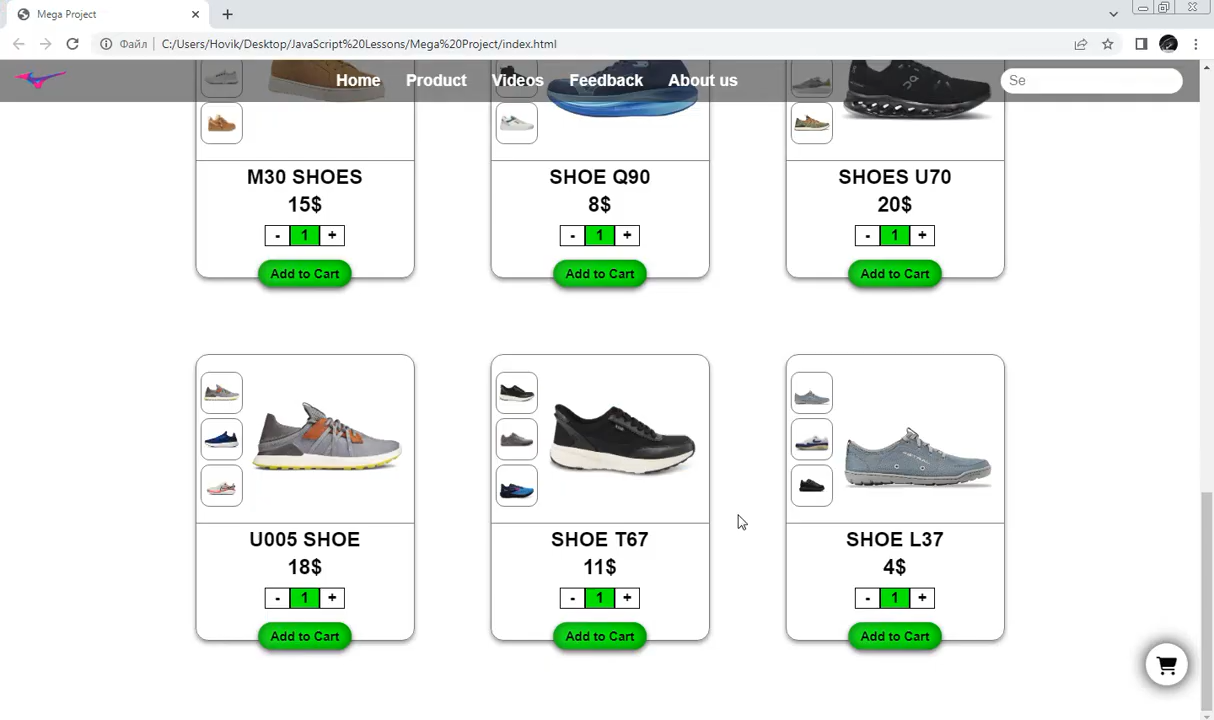 Mega Project
Файл
C:/Users/Hovik/Desktop/JavaScript%20Lessons/Mega%20Project/index.html
Home Product Videos Feedback About us
Se
M30 SHOES
15$
- 1 +
Add to Cart
SHOE Q90
8$
- 1 +
Add to Cart
SHOES U70
20$
- 1 +
Add to Cart
U005 SHOE
18$
- 1 +
Add to Cart
SHOE T67
11$
- 1 +
Add to Cart
SHOE L37
4$
- 1 +
Add to Cart